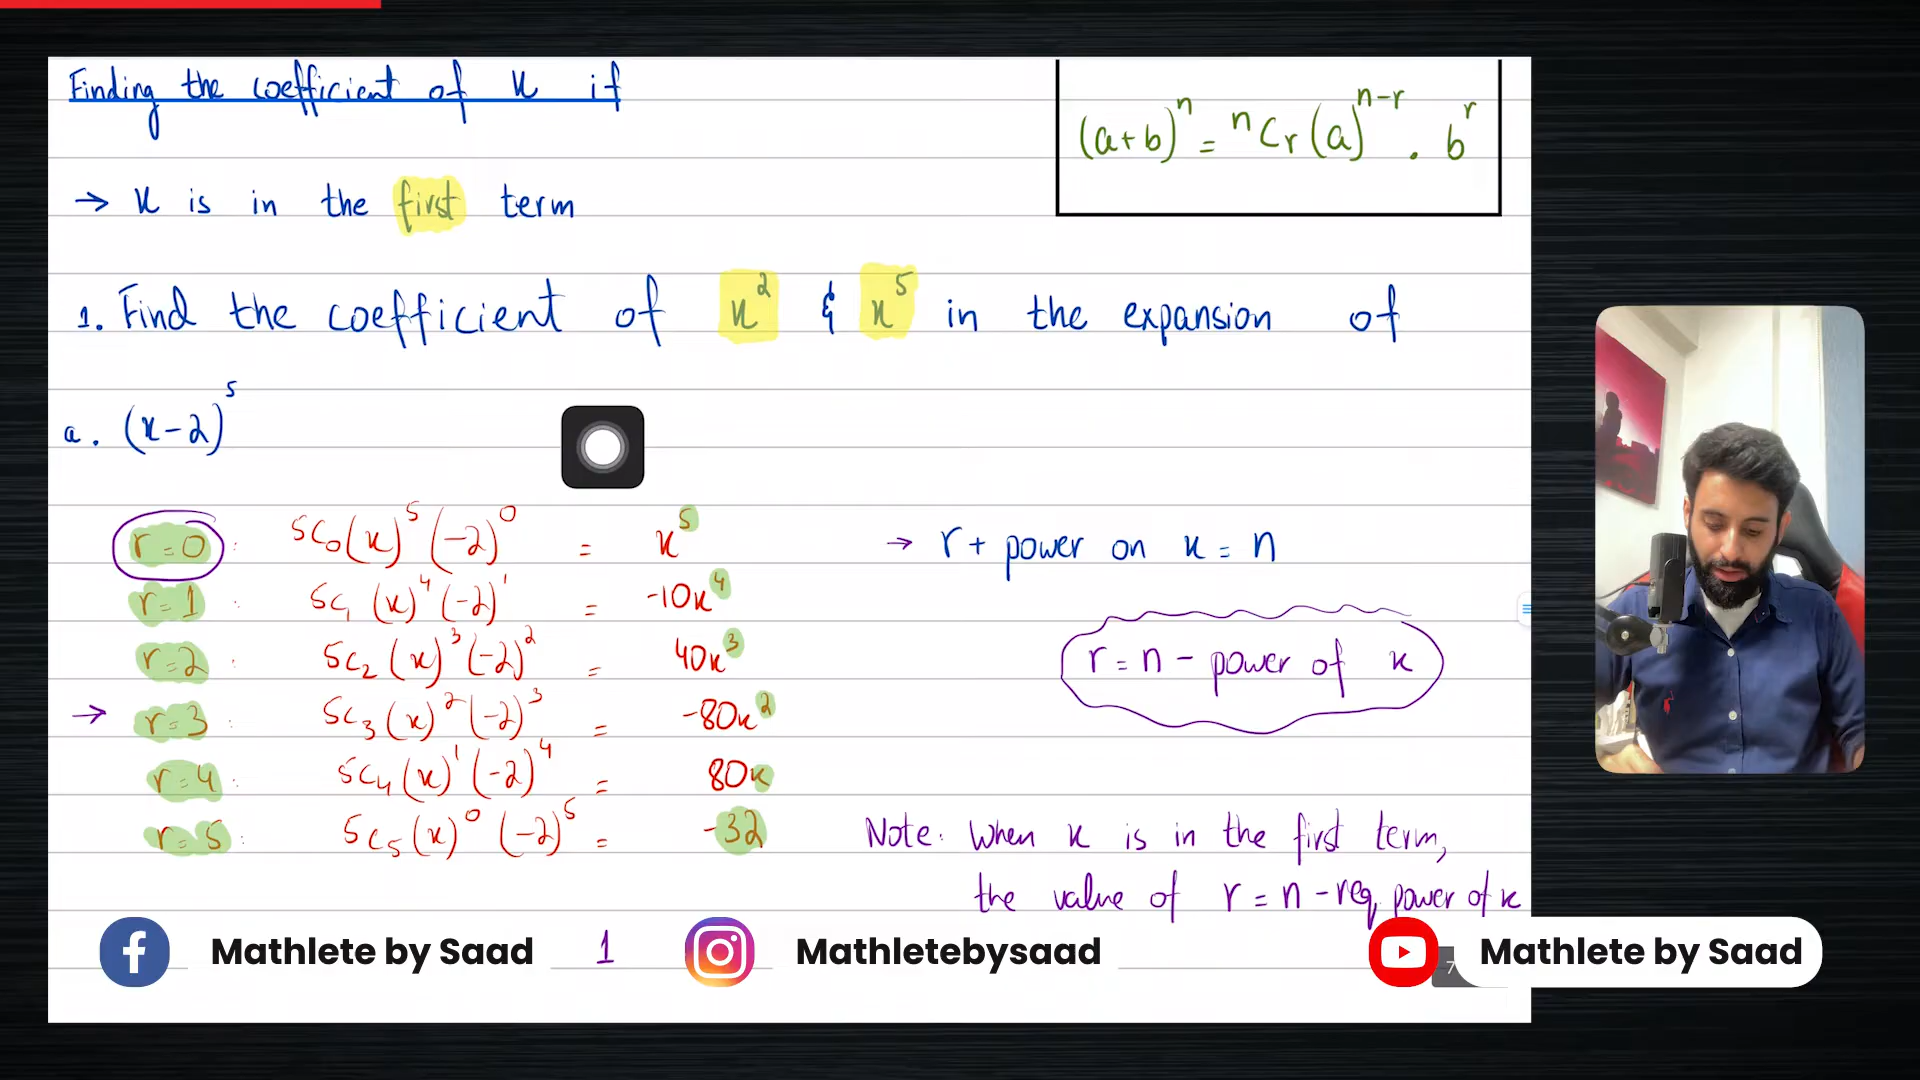 Finding the coefficient of x if
(a+b)^n = ^nCr (a)^{n-r} . b^r
→ x is in the first term
1. Find the coefficient of x^2 & x^5 in the expansion of
a. (x-2)^5
r=0 : 5C0 (x)^5 (-2)^0 = x^5
r=1 : 5C1 (x)^4 (-2)^1 = -10x^4
r=2 : 5C2 (x)^3 (-2)^2 = 40x^3
→ r=3 : 5C3 (x)^2 (-2)^3 = -80x^2
r=4 : 5C4 (x)^1 (-2)^4 = 80x
r=5 : 5C5 (x)^0 (-2)^5 = -32
→ r + power on x = n
r = n - power of x
Note: When x is in the first term,
the value of r = n - req. power of x
Mathlete by Saad
1
Mathletebysaad
7
Mathlete by Saad